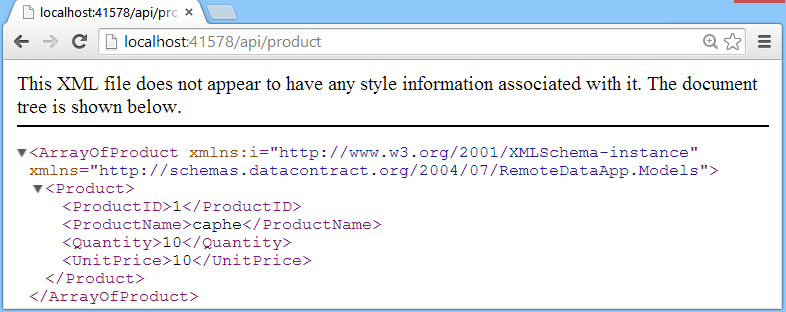 localhost:41578/api/pro
localhost:41578/api/product
This XML file does not appear to have any style information associated with it. The document
tree is shown below.
<ArrayOfProduct xmlns:i="http://www.w3.org/2001/XMLSchema-instance"
xmlns="http://schemas.datacontract.org/2004/07/RemoteDataApp.Models">
<Product>
<ProductID>1</ProductID>
<ProductName>caphe</ProductName>
<Quantity>10</Quantity>
<UnitPrice>10</UnitPrice>
</Product>
</ArrayOfProduct>